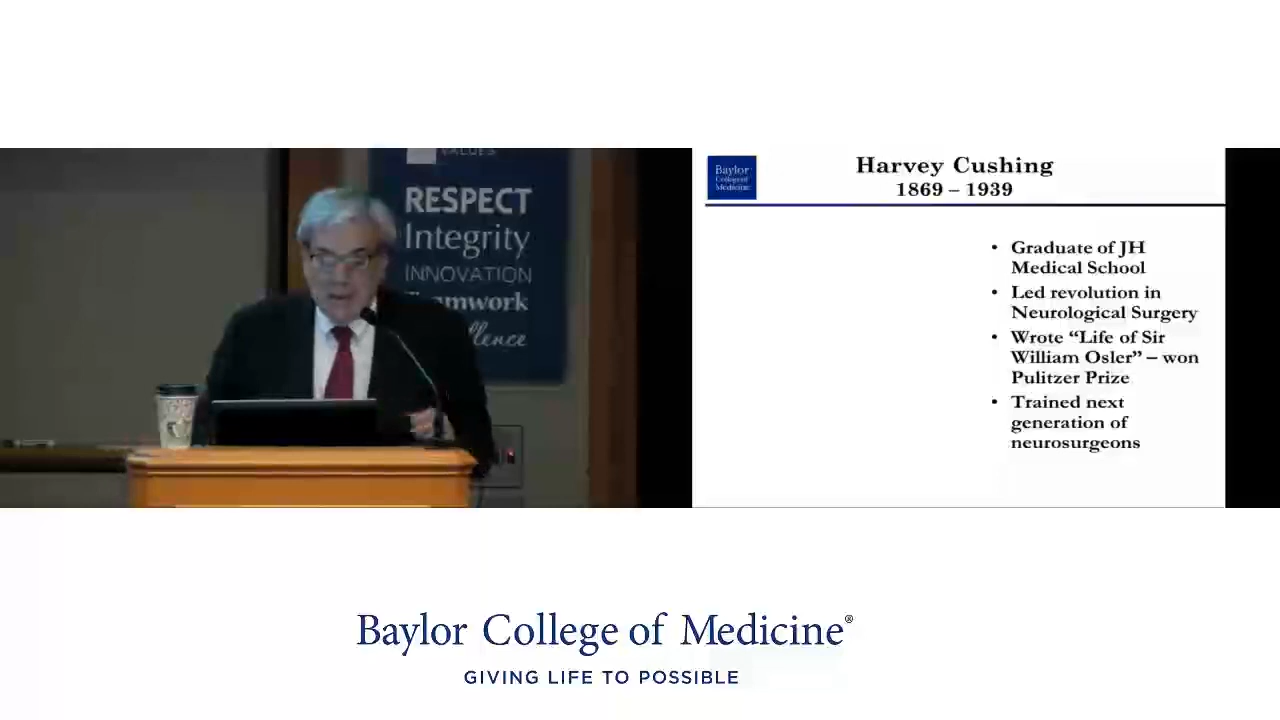 VALUES
RESPECT
Integrity
INNOVATION
Baylor
College of
Medicine
Harvey Cushing
1869 – 1939
• Graduate of JH
Medical School
• Led revolution in
Neurological Surgery
• Wrote “Life of Sir
William Osler” – won
Pulitzer Prize
• Trained next
generation of
neurosurgeons
Baylor College of Medicine®
GIVING LIFE TO POSSIBLE